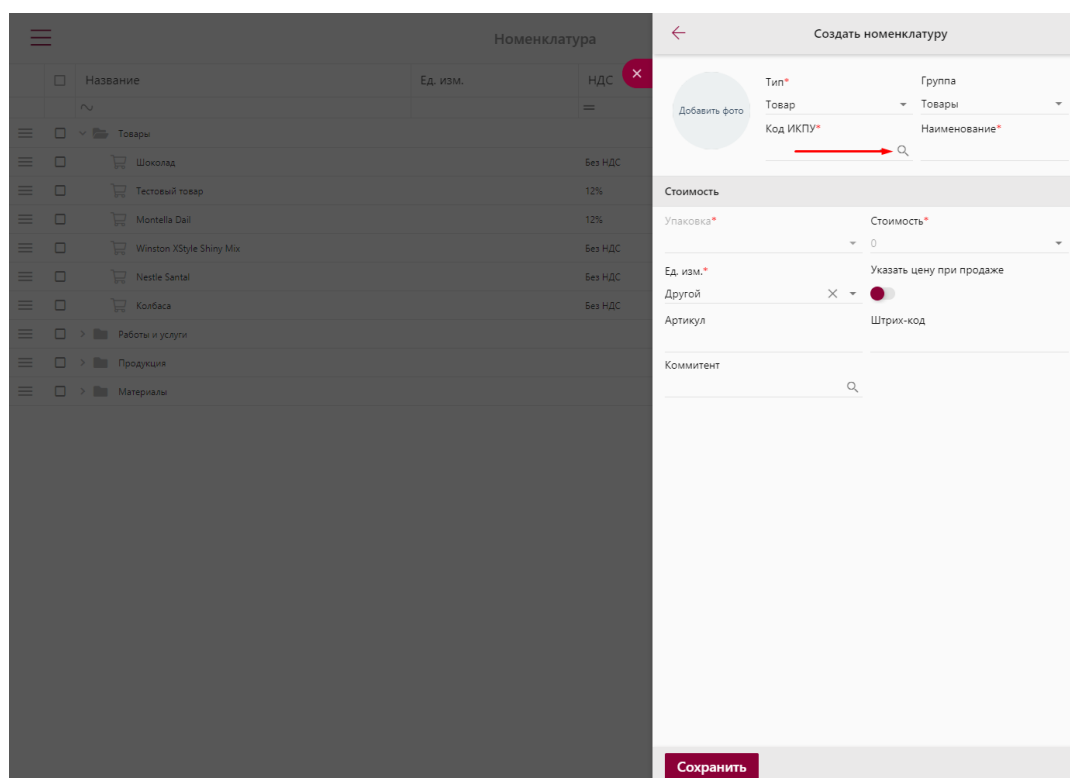 Номенклатура
Название Ед. изм. НДС
Товары
Шоколад Без НДС
Тестовый товар 12%
Montella Dail 12%
Winston XStyle Shiny Mix Без НДС
Nestle Santal Без НДС
Колбаса Без НДС
Работы и услуги
Продукция
Материалы
Создать номенклатуру
Добавить фото
Тип* Группа
Товар Товары
Код ИКПУ* Наименование*
Стоимость
Упаковка* Стоимость*
0
Ед. изм.* Указать цену при продаже
Другой
Артикул Штрих-код
Коммитент
Сохранить